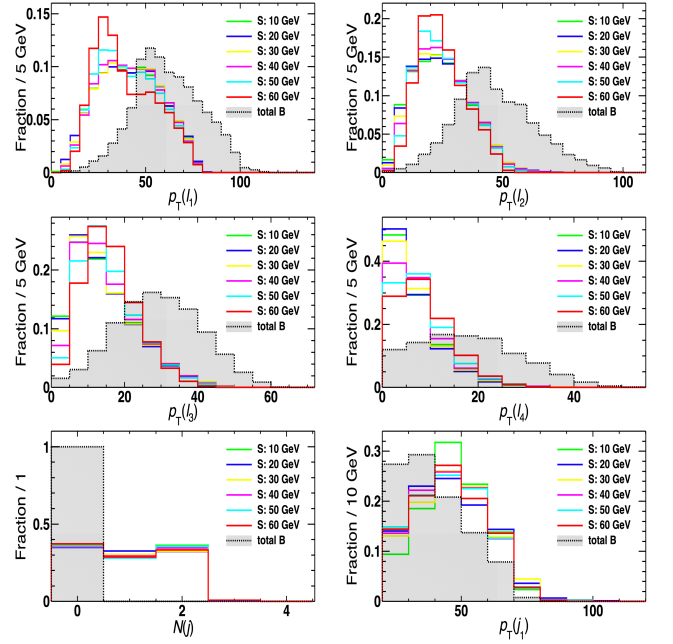 Fraction / 5 GeV
0.15
0.1
0.05
0
S: 10 GeV
S: 20 GeV
S: 30 GeV
S: 40 GeV
S: 50 GeV
S: 60 GeV
total B
0 50 100
p_T(l_1)
Fraction / 5 GeV
0.2
0.15
0.1
0.05
0
S: 10 GeV
S: 20 GeV
S: 30 GeV
S: 40 GeV
S: 50 GeV
S: 60 GeV
total B
0 50 100
p_T(l_2)
Fraction / 5 GeV
0.2
0.1
0
S: 10 GeV
S: 20 GeV
S: 30 GeV
S: 40 GeV
S: 50 GeV
S: 60 GeV
total B
0 20 40 60
p_T(l_3)
Fraction / 5 GeV
0.4
0.2
0
S: 10 GeV
S: 20 GeV
S: 30 GeV
S: 40 GeV
S: 50 GeV
S: 60 GeV
total B
0 20 40
p_T(l_4)
Fraction / 1
1
0.5
0
S: 10 GeV
S: 20 GeV
S: 30 GeV
S: 40 GeV
S: 50 GeV
S: 60 GeV
total B
0 2 4
N(j)
Fraction / 10 GeV
0.3
0.2
0.1
0
S: 10 GeV
S: 20 GeV
S: 30 GeV
S: 40 GeV
S: 50 GeV
S: 60 GeV
total B
50 100
p_T(j_1)